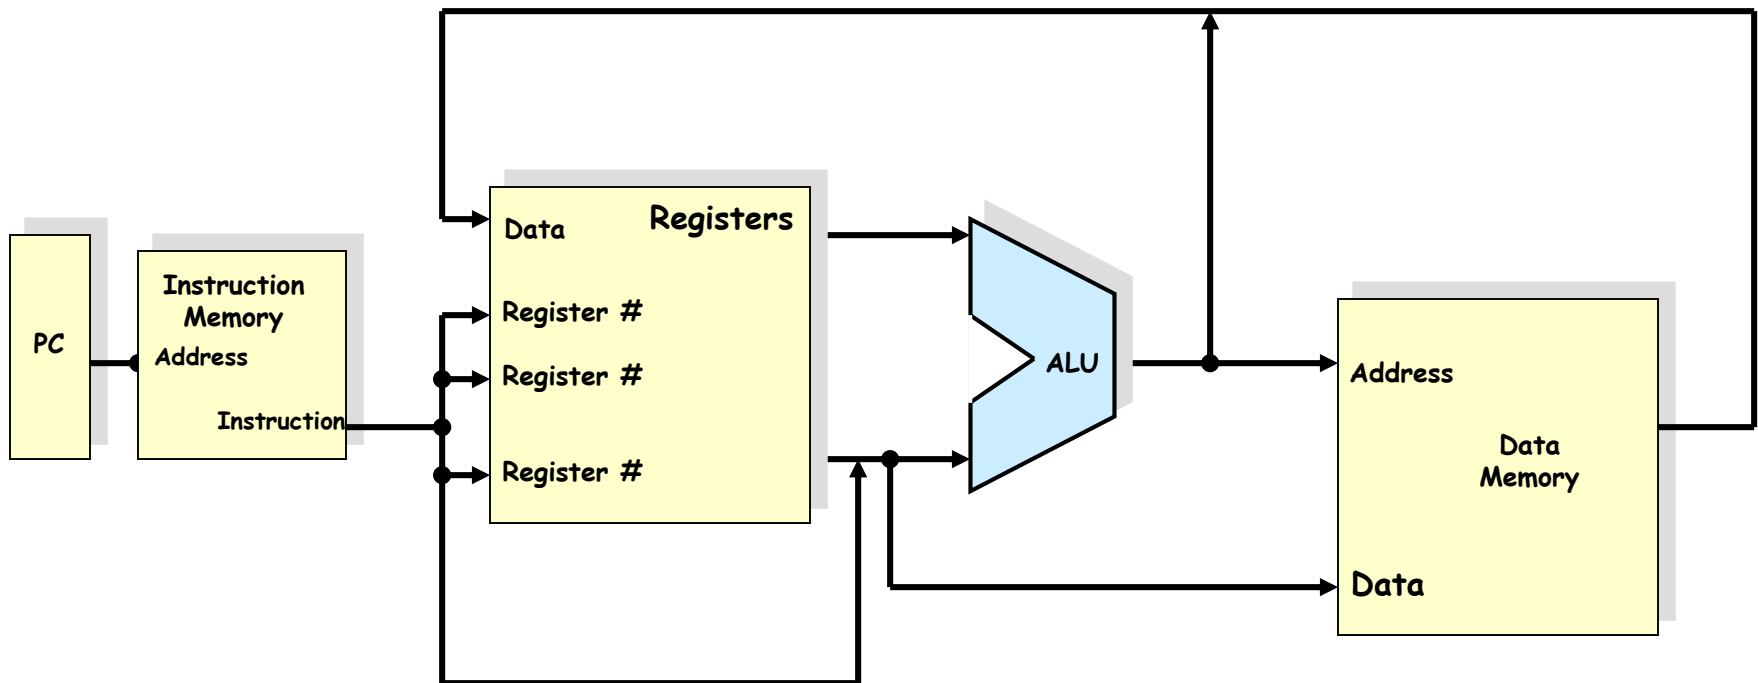 PC
Instruction
Memory
Address
Instruction
Data
Registers
Register #
Register #
Register #
ALU
Address
Data
Memory
Data